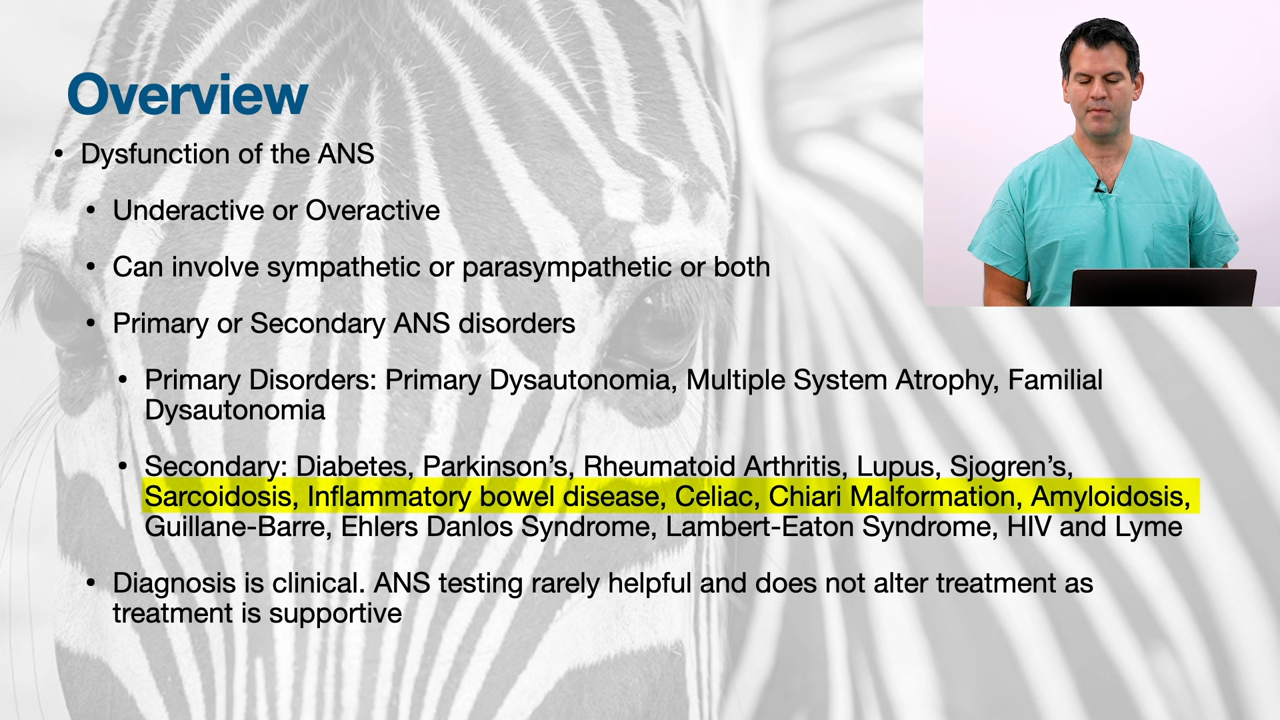 Overview
• Dysfunction of the ANS
• Underactive or Overactive
• Can involve sympathetic or parasympathetic or both
• Primary or Secondary ANS disorders
• Primary Disorders: Primary Dysautonomia, Multiple System Atrophy, Familial
Dysautonomia
• Secondary: Diabetes, Parkinson’s, Rheumatoid Arthritis, Lupus, Sjogren’s,
Sarcoidosis, Inflammatory bowel disease, Celiac, Chiari Malformation, Amyloidosis,
Guillane-Barre, Ehlers Danlos Syndrome, Lambert-Eaton Syndrome, HIV and Lyme
• Diagnosis is clinical. ANS testing rarely helpful and does not alter treatment as
treatment is supportive